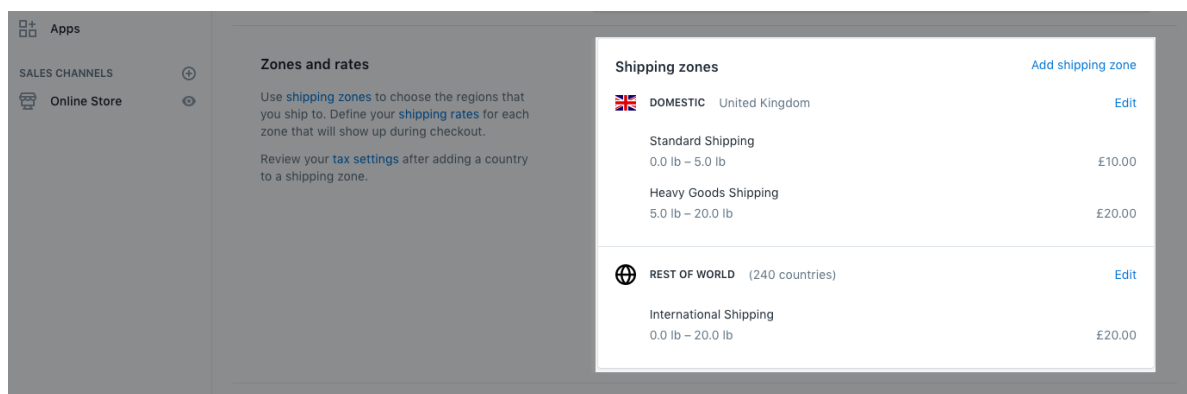 Apps
SALES CHANNELS
Online Store
Zones and rates
Use shipping zones to choose the regions that
you ship to. Define your shipping rates for each
zone that will show up during checkout.
Review your tax settings after adding a country
to a shipping zone.
Shipping zones Add shipping zone
DOMESTIC United Kingdom Edit
Standard Shipping
0.0 lb – 5.0 lb £10.00
Heavy Goods Shipping
5.0 lb – 20.0 lb £20.00
REST OF WORLD (240 countries) Edit
International Shipping
0.0 lb – 20.0 lb £20.00